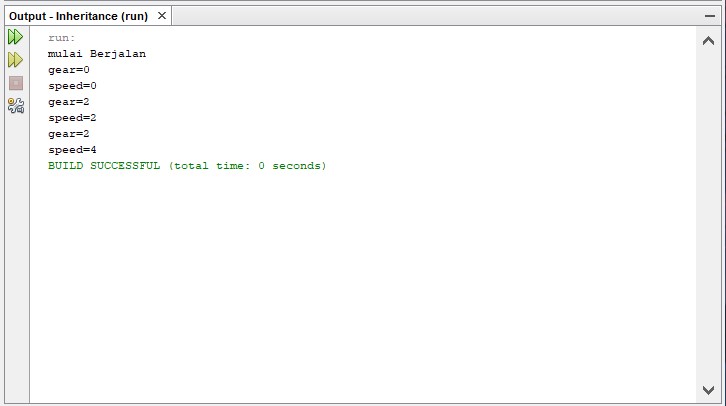 Output - Inheritance (run)
run:
mulai Berjalan
gear=0
speed=0
gear=2
speed=2
gear=2
speed=4
BUILD SUCCESSFUL (total time: 0 seconds)